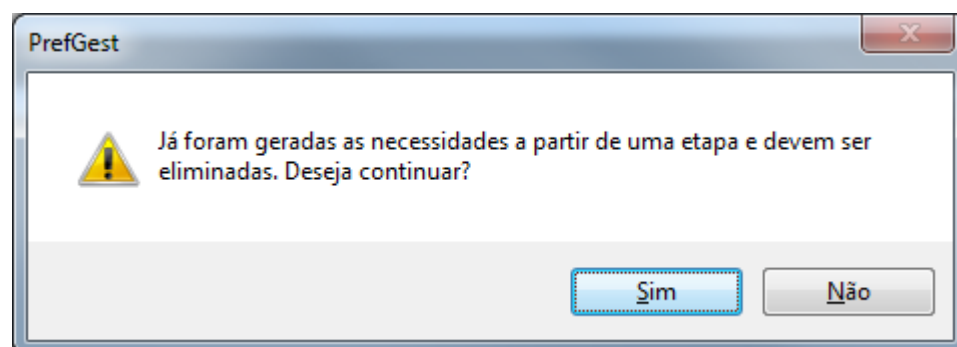 PrefGest
Já foram geradas as necessidades a partir de uma etapa e devem ser
eliminadas. Deseja continuar?
Sim
Não